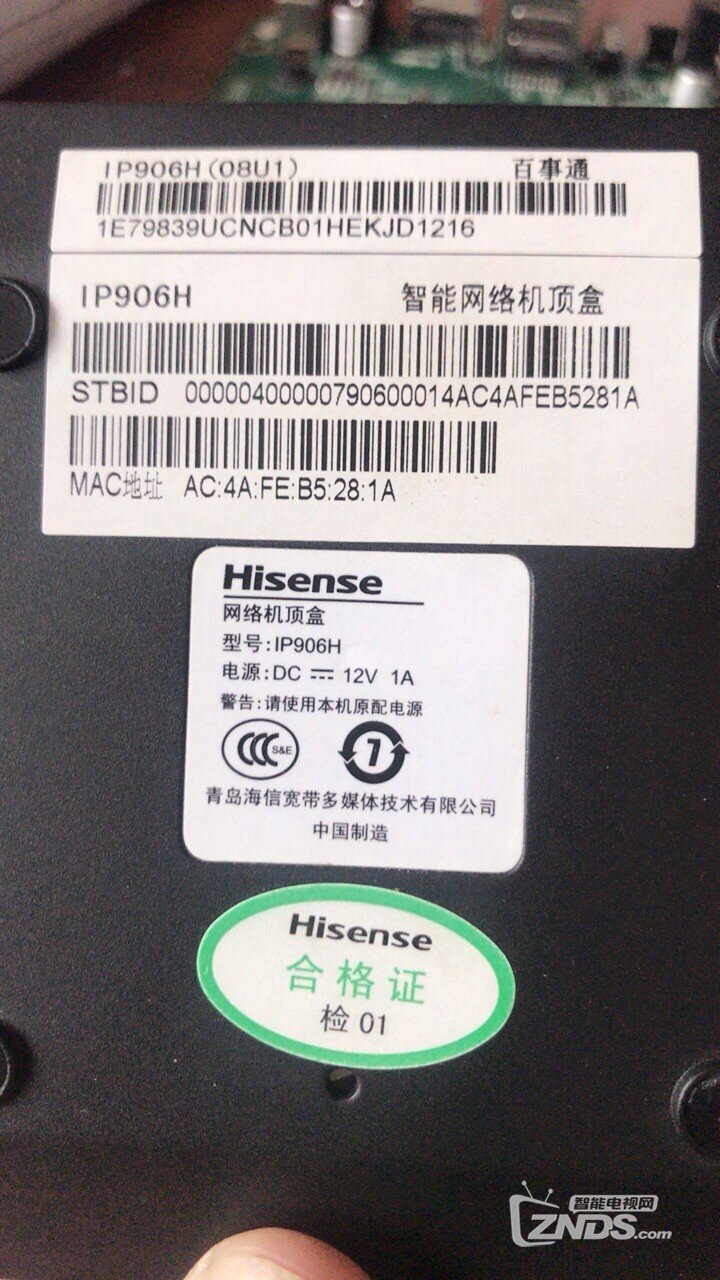 IP906H(08U1) 百事通
1E79839UCNCB01HEKJD1216
IP906H 智能网络机顶盒
STBID 00000400000790600014AC4AFEB5281A
MAC地址 AC:4A:FE:B5:28:1A
Hisense
网络机顶盒
型号:IP906H
电源:DC 12V 1A
警告:请使用本机原配电源
CCC S&E
7
青岛海信宽带多媒体技术有限公司
中国制造
Hisense
合格证
检 01
智能电视网
ZNDS.com